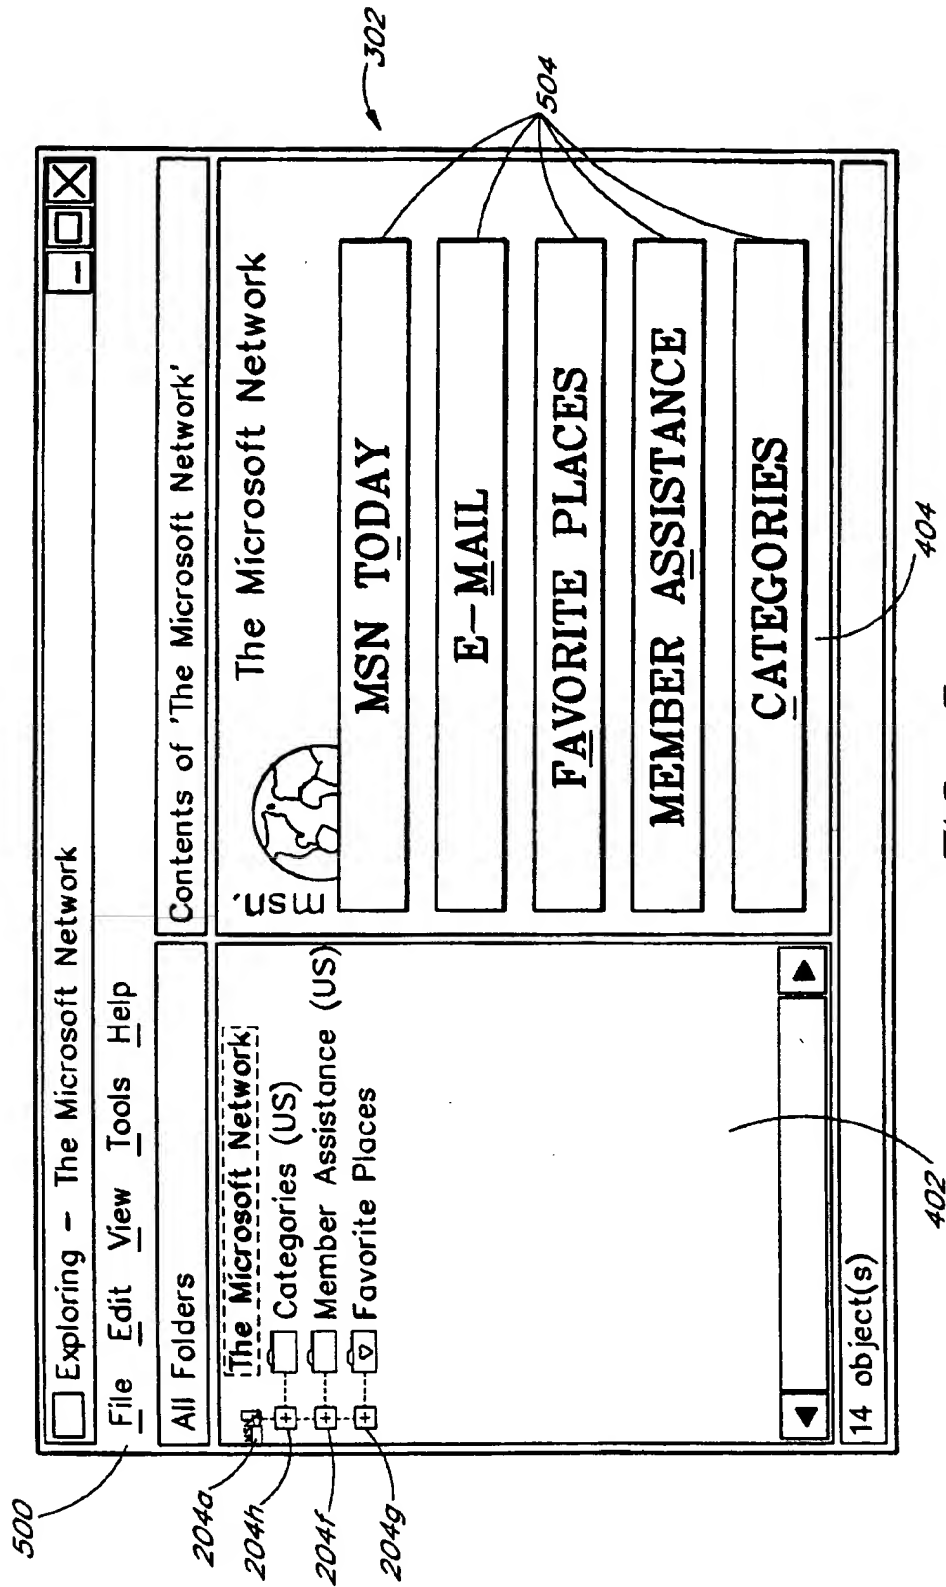 302
Exploring – The Microsoft Network
500
File Edit View Tools Help
All Folders
Contents of 'The Microsoft Network'
204a
The Microsoft Network
204h
Categories (US)
204f
Member Assistance (US)
204g
Favorite Places
msn.
The Microsoft Network
504
MSN TODAY
E-MAIL
FAVORITE PLACES
MEMBER ASSISTANCE
CATEGORIES
14 object(s)
402
404